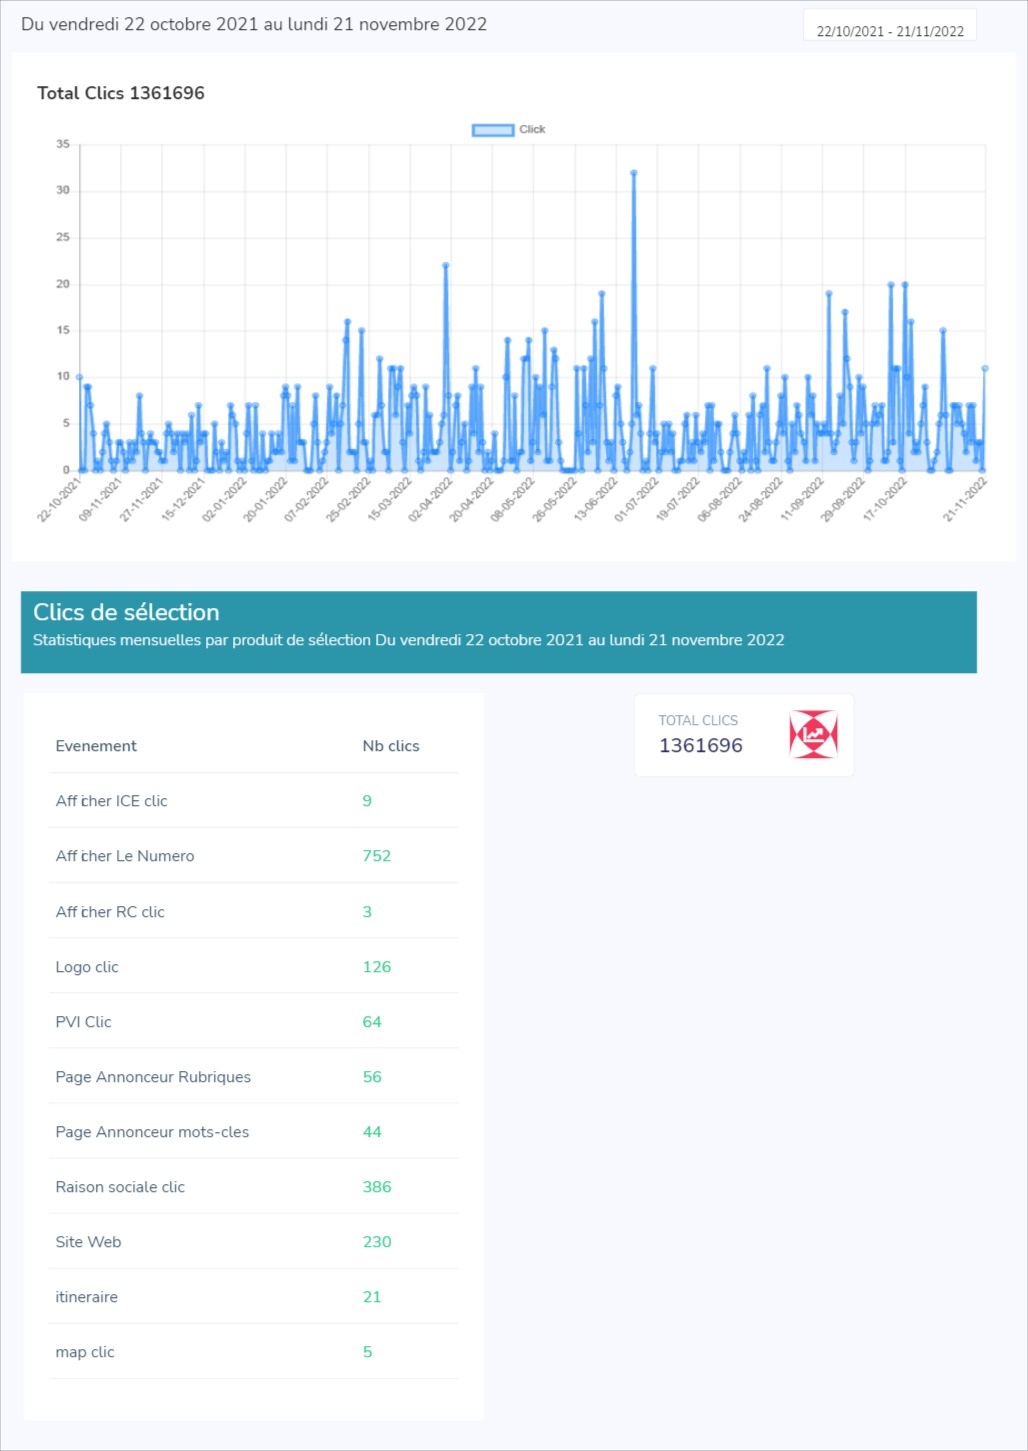 Du vendredi 22 octobre 2021 au lundi 21 novembre 2022
22/10/2021 - 21/11/2022
Total Clics 1361696
Click
35
30
25
20
15
10
5
0
22-10-2021
09-11-2021
27-11-2021
15-12-2021
02-01-2022
20-01-2022
07-02-2022
25-02-2022
15-03-2022
02-04-2022
20-04-2022
08-05-2022
26-05-2022
13-06-2022
01-07-2022
19-07-2022
06-08-2022
24-08-2022
11-09-2022
29-09-2022
17-10-2022
21-11-2022
Clics de sélection
Statistiques mensuelles par produit de sélection Du vendredi 22 octobre 2021 au lundi 21 novembre 2022
TOTAL CLICS
1361696
Evenement Nb clics
Afficher ICE clic 9
Afficher Le Numero 752
Afficher RC clic 3
Logo clic 126
PVI Clic 64
Page Annonceur Rubriques 56
Page Annonceur mots-cles 44
Raison sociale clic 386
Site Web 230
itineraire 21
map clic 5